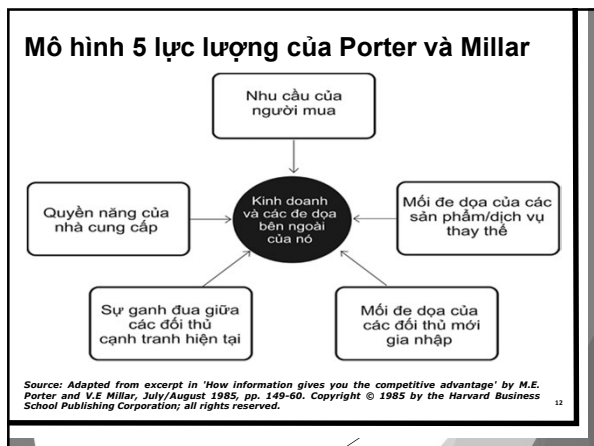 Mô hình 5 lực lượng của Porter và Millar
Nhu cầu của
người mua
Quyền năng của
nhà cung cấp
Kinh doanh
và các đe dọa
bên ngoài
của nó
Mối đe dọa của các
sản phẩm/dịch vụ
thay thế
Sự ganh đua giữa
các đối thủ
cạnh tranh hiện tại
Mối đe dọa của
các đối thủ mới
gia nhập
Source: Adapted from excerpt in 'How information gives you the competitive advantage' by M.E.
Porter and V.E Millar, July/August 1985, pp. 149-60. Copyright © 1985 by the Harvard Business
School Publishing Corporation; all rights reserved.
12